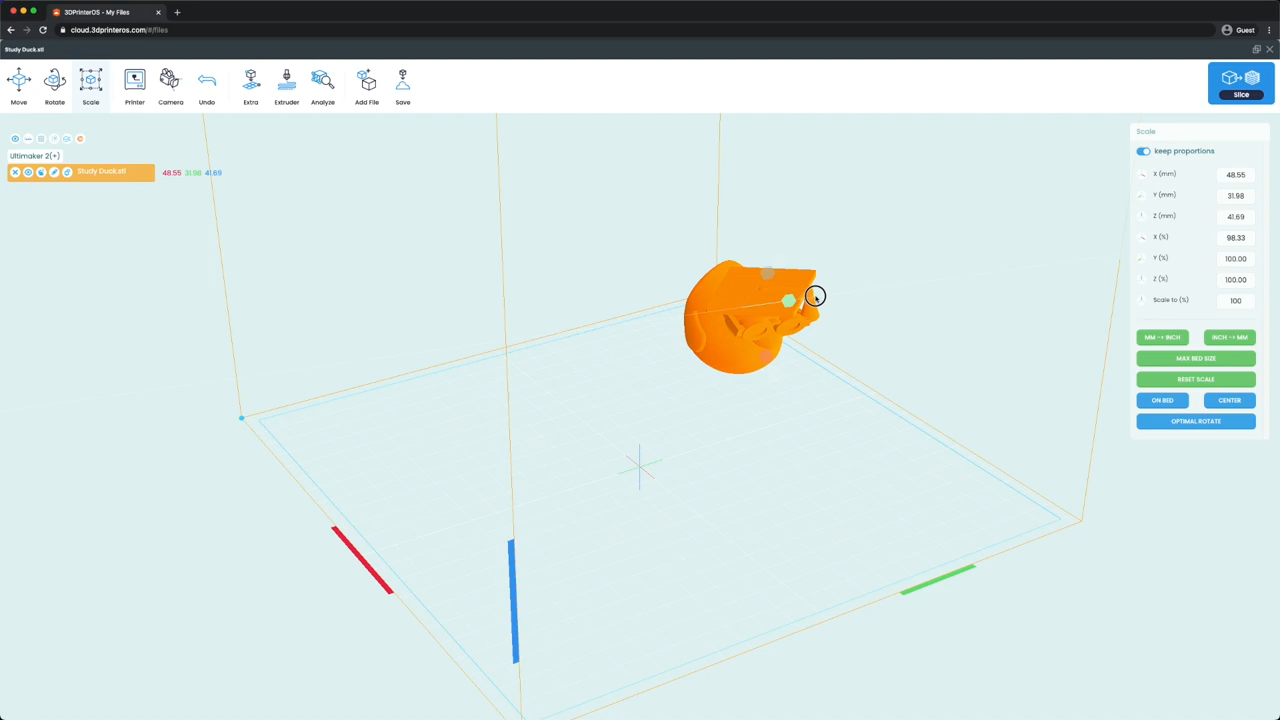 3DPrinterOS - My Files
cloud.3dprinteros.com/#/files
Guest
Study Duck.stl
Move
Rotate
Scale
Printer
Camera
Undo
Extra
Extruder
Analyze
Add File
Save
Slice
Ultimaker 2(+)
Study Duck.stl 48.55 31.98 41.69
Scale
keep proportions
X (mm) 48.55
Y (mm) 31.98
Z (mm) 41.69
X (%) 98.33
Y (%) 100.00
Z (%) 100.00
Scale to (%) 100
MM -> INCH
INCH -> MM
MAX BED SIZE
RESET SCALE
ON BED
CENTER
OPTIMAL ROTATE